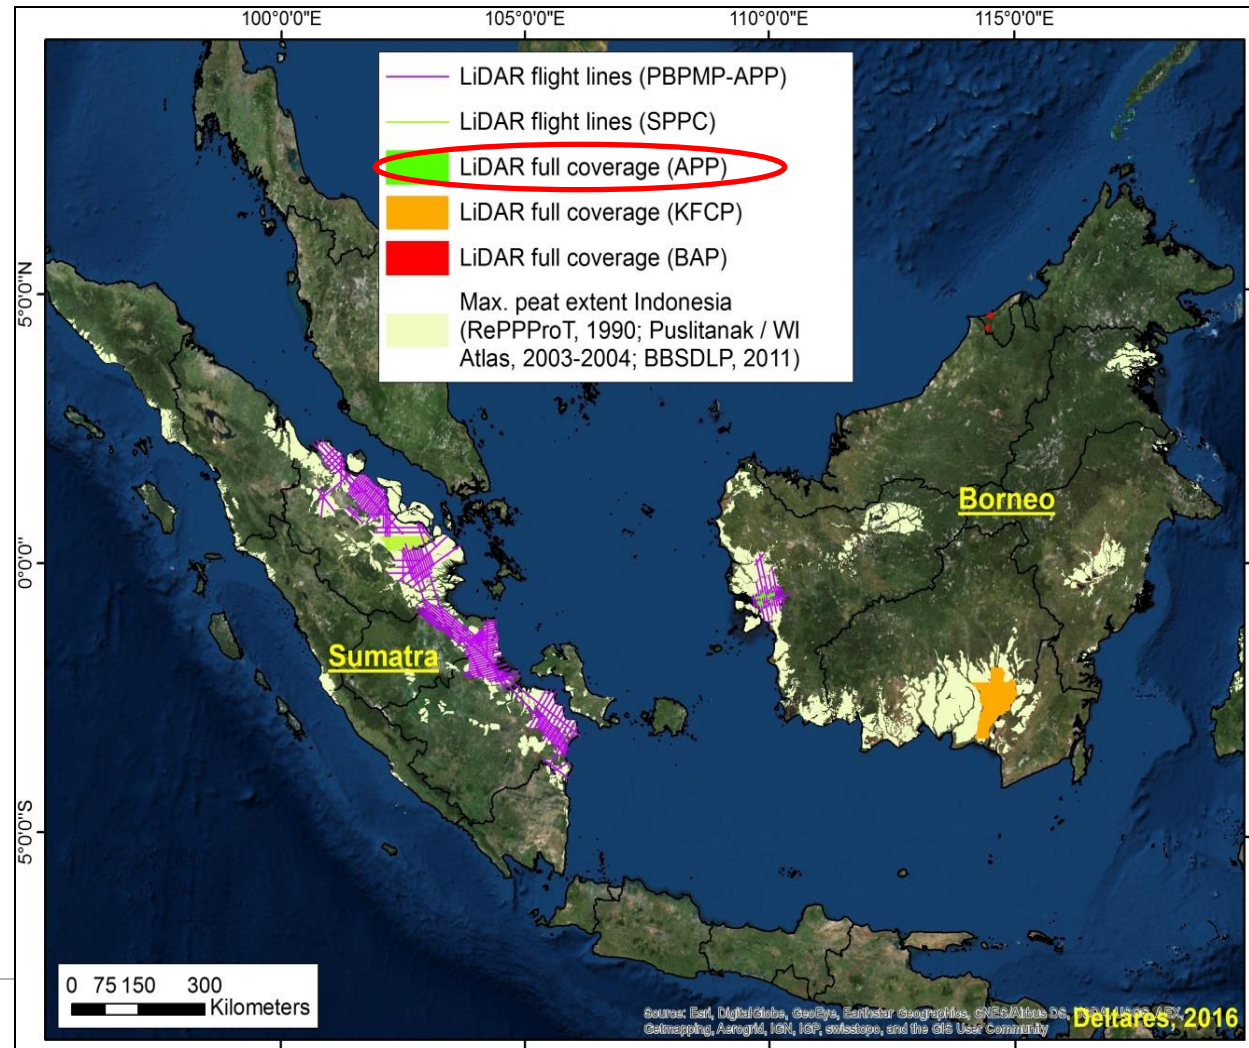 100°0'0"E
105°0'0"E
110°0'0"E
115°0'0"E
LiDAR flight lines (PBPMP-APP)
LiDAR flight lines (SPPC)
LiDAR full coverage (APP)
LiDAR full coverage (KFCP)
LiDAR full coverage (BAP)
Max. peat extent Indonesia
(RePPProT, 1990; Puslitanak / WI
Atlas, 2003-2004; BBSDLP, 2011)
5°0'0"N
0°0'0"
5°0'0"S
Borneo
Sumatra
0 75 150 300
Kilometers
Source: Esri, DigitalGlobe, GeoEye, Earthstar Geographics, CNES/Airbus DS,
Getmapping, Aerogrid, IGN, IGP, swisstopo, and the GIS User Community
Deltares, 2016